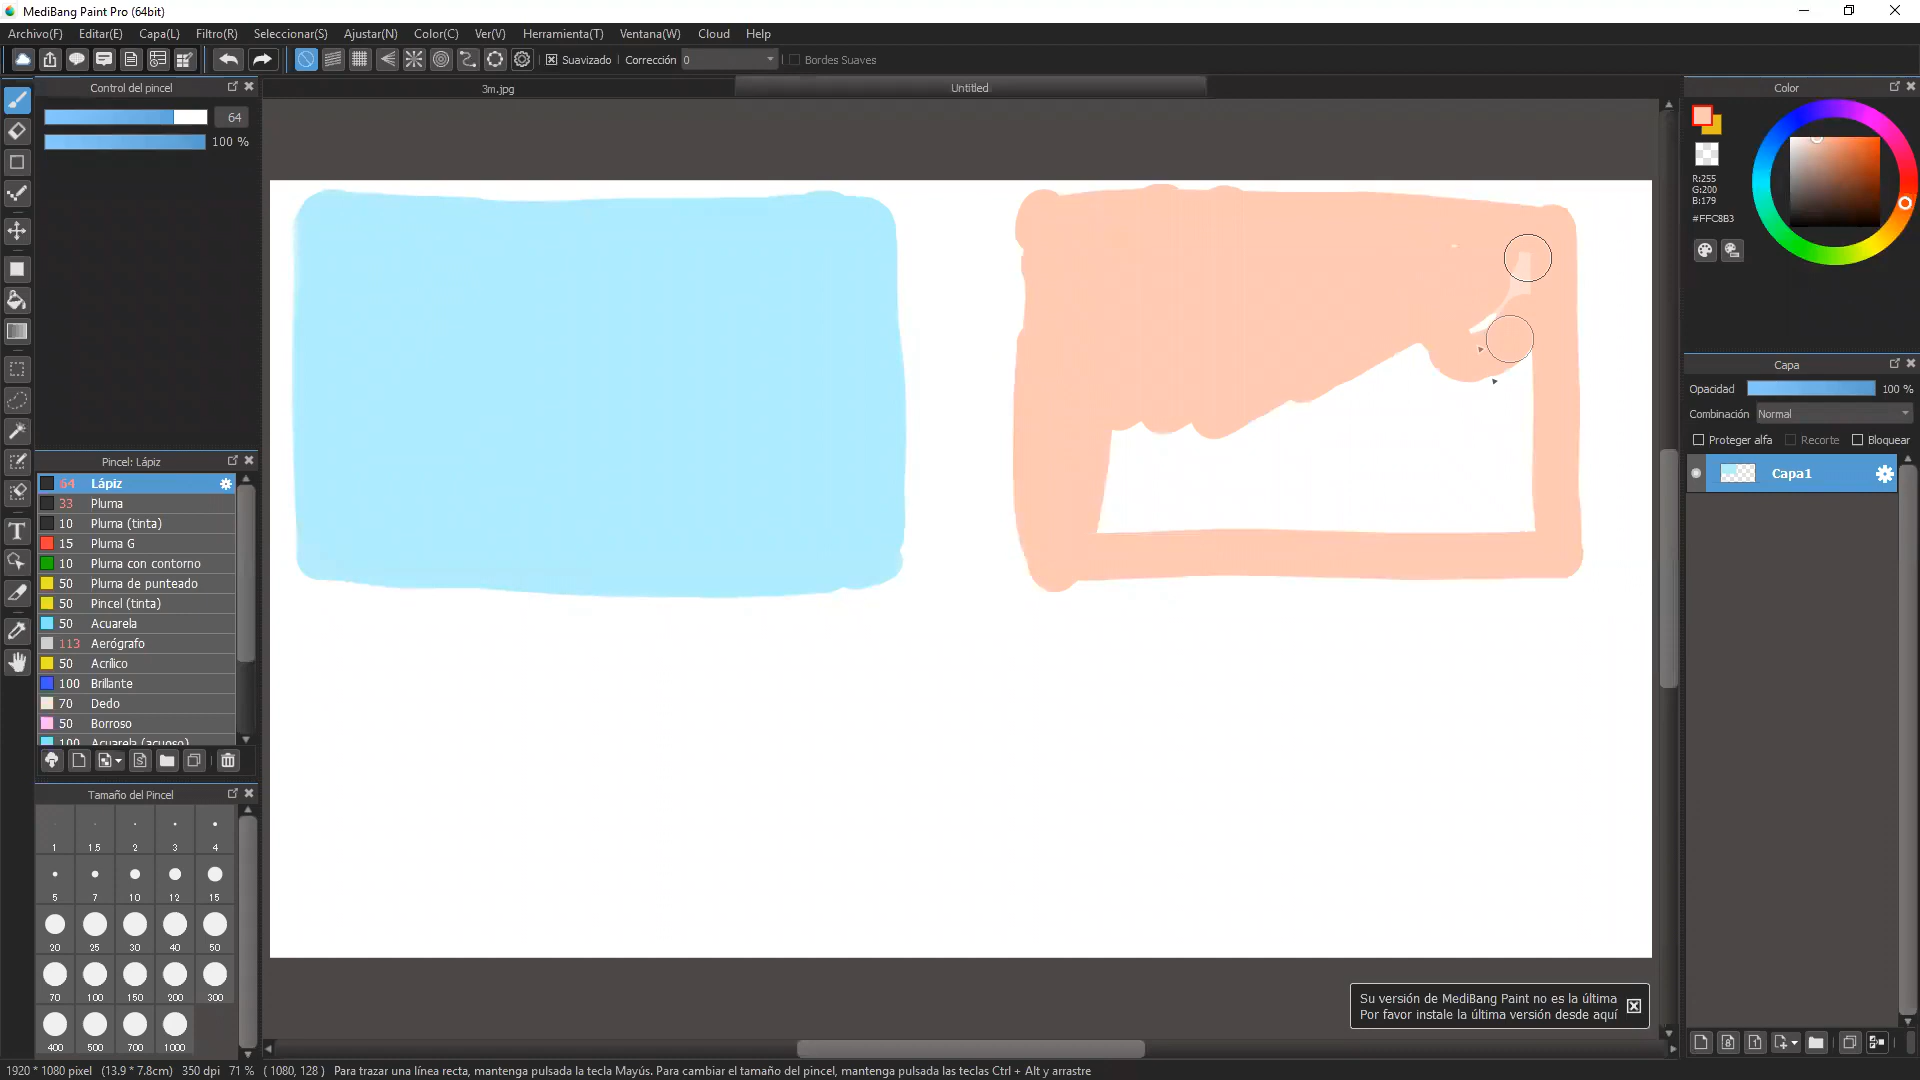 MediBang Paint Pro (64bit)
Archivo(F) Editar(E) Capa(L) Filtro(R) Seleccionar(S) Ajustar(N) Color(C) Ver(V) Herramienta(T) Ventana(W) Cloud Help
Suavizado Corrección 0 Bordes Suaves
Control del pincel
64
100 %
3m.jpg
Untitled
Color
R:255
G:200
B:179
#FFC8B3
Capa
Opacidad 100 %
Combinación Normal
Proteger alfa Recorte Bloquear
Capa1
Pincel: Lápiz
64 Lápiz
33 Pluma
10 Pluma (tinta)
15 Pluma G
10 Pluma con contorno
50 Pluma de punteado
50 Pincel (tinta)
50 Acuarela
113 Aerógrafo
50 Acrílico
100 Brillante
70 Dedo
50 Borroso
100 Acuarela (acuoso)
Tamaño del Pincel
1 1.5 2 3 4
5 7 10 12 15
20 25 30 40 50
70 100 150 200 300
400 500 700 1000
Su versión de MediBang Paint no es la última
Por favor instale la última versión desde aquí
1920 * 1080 pixel (13.9 * 7.8cm) 350 dpi 71 % ( 1080, 128 ) Para trazar una línea recta, mantenga pulsada la tecla Mayús. Para cambiar el tamaño del pincel, mantenga pulsada las teclas Ctrl + Alt y arrastre